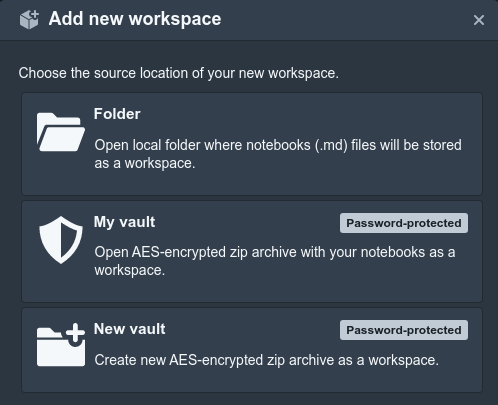 Add new workspace
Choose the source location of your new workspace.
Folder
Open local folder where notebooks (.md) files will be stored
as a workspace.
My vault
Password-protected
Open AES-encrypted zip archive with your notebooks as a
workspace.
New vault
Password-protected
Create new AES-encrypted zip archive as a workspace.